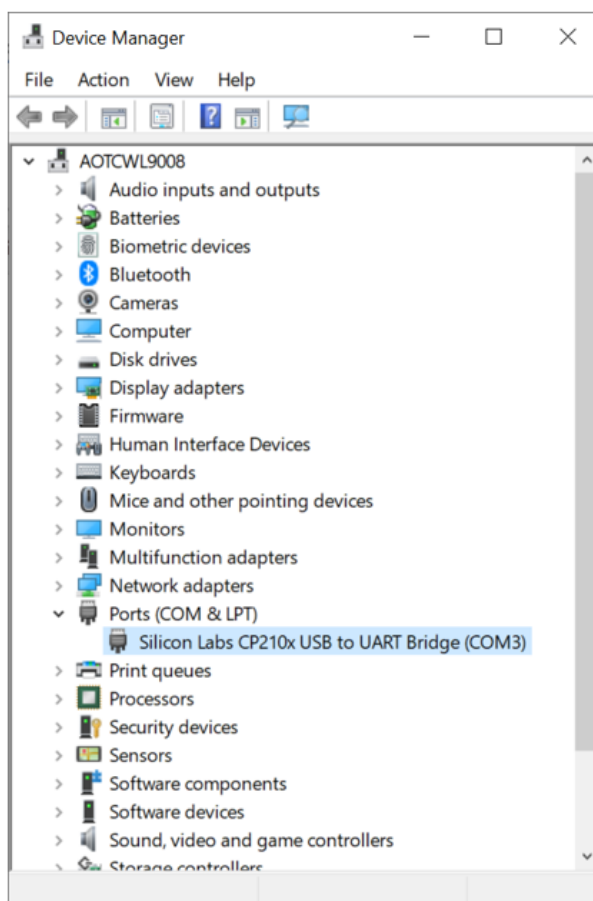 Device Manager
File Action View Help
AOTCWL9008
Audio inputs and outputs
Batteries
Biometric devices
Bluetooth
Cameras
Computer
Disk drives
Display adapters
Firmware
Human Interface Devices
Keyboards
Mice and other pointing devices
Monitors
Multifunction adapters
Network adapters
Ports (COM & LPT)
Silicon Labs CP210x USB to UART Bridge (COM3)
Print queues
Processors
Security devices
Sensors
Software components
Software devices
Sound, video and game controllers
Storage controllers